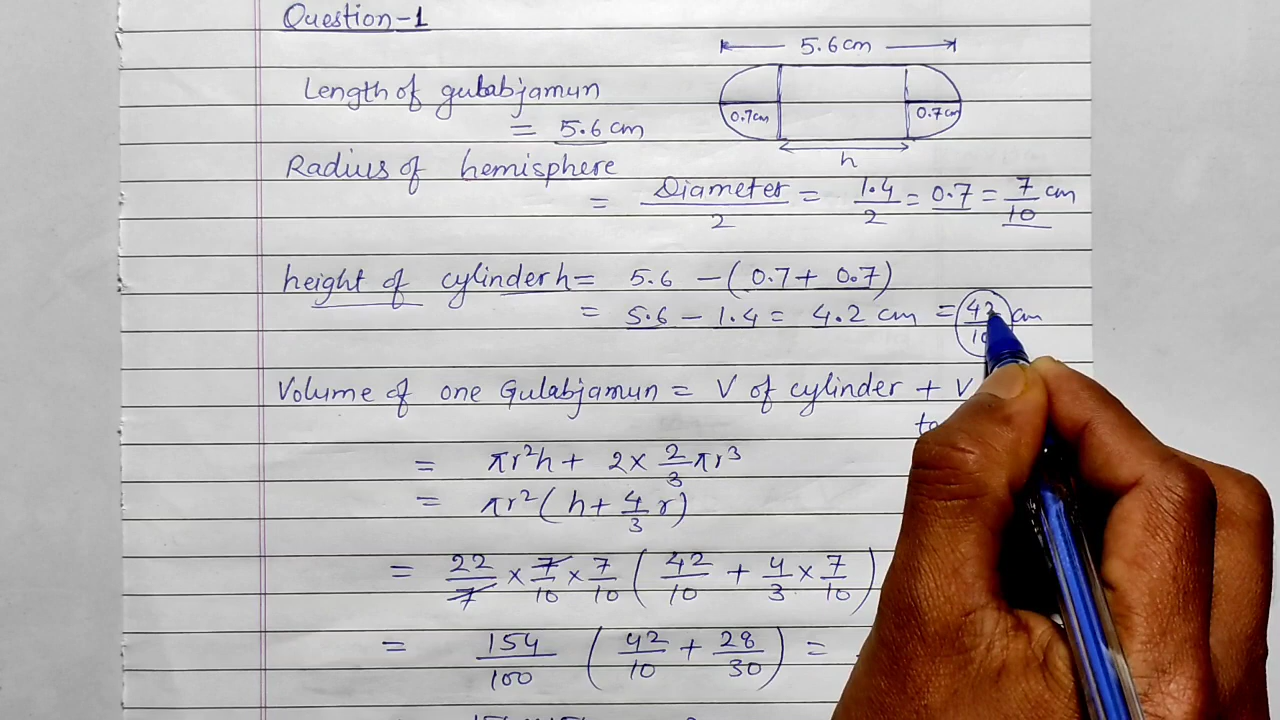 Question-1
5.6 cm
Length of gulabjamun
= 5.6 cm
0.7cm 0.7cm
h
Radius of hemisphere
= Diameter/2 = 1.4/2 = 0.7 = 7/10 cm
height of cylinder h = 5.6 - (0.7 + 0.7)
= 5.6 - 1.4 = 4.2 cm = 42/10 cm
Volume of one Gulabjamun = V of cylinder + V
= πr²h + 2 × 2/3 πr³
= πr² (h + 4/3 r)
= 22/7 × 7/10 × 7/10 (42/10 + 4/3 × 7/10)
= 154/100 (42/10 + 28/30) =